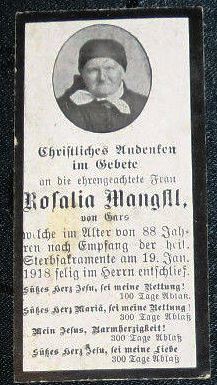 Christliches Andenken
im Gebete
an die ehrengeachtete Frau
Rosalia Mangstl,
von Gars
welche im Alter von 88 Jah-
ren nach Empfang der heil.
Sterbsakramente am 19. Jan.
1918 selig im Herrn entschlief.
Süßes Herz Jesu, sei meine Rettung!
100 Tage Ablaß.
Süßes Herz Mariä, sei meine Rettung!
300 Tage Ablaß
Mein Jesus, Barmherzigkeit!
300 Tage Ablaß
Süßes Herz Jesu, sei meine Liebe
300 Tage Ablaß